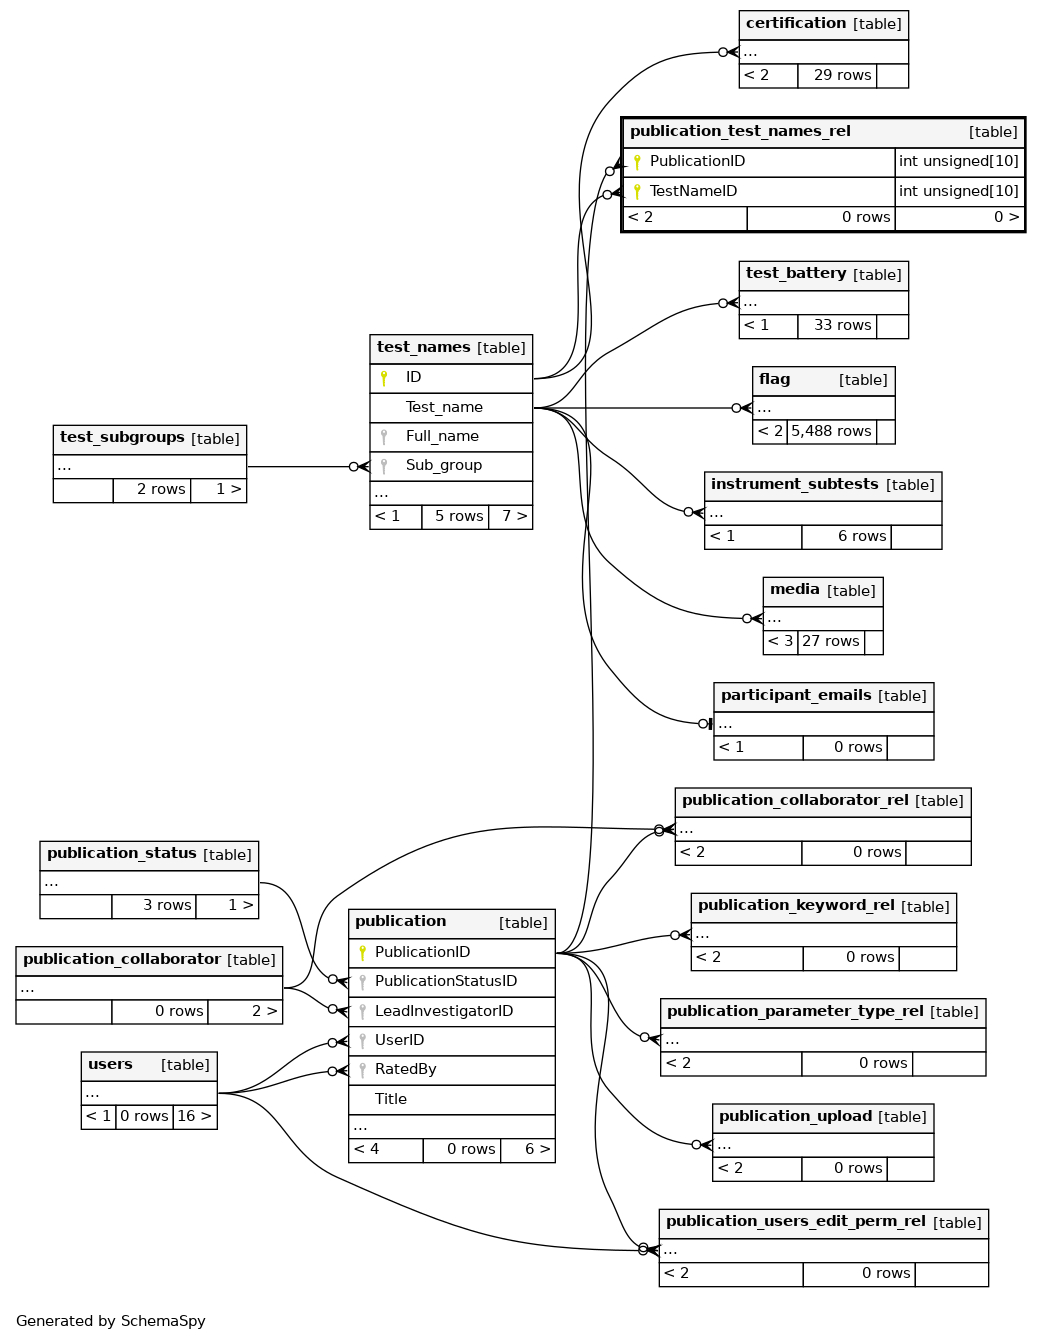 certification [table]
...
< 2 29 rows
publication_test_names_rel [table]
PublicationID int unsigned[10]
TestNameID int unsigned[10]
< 2 0 rows 0 >
test_battery [table]
...
< 1 33 rows
test_names [table]
ID
Test_name
Full_name
Sub_group
...
< 1 5 rows 7 >
flag [table]
...
< 2 5,488 rows
test_subgroups [table]
...
2 rows 1 >
instrument_subtests [table]
...
< 1 6 rows
media [table]
...
< 3 27 rows
participant_emails [table]
...
< 1 0 rows
publication_collaborator_rel [table]
...
< 2 0 rows
publication_status [table]
...
3 rows 1 >
publication_keyword_rel [table]
...
< 2 0 rows
publication [table]
PublicationID
PublicationStatusID
LeadInvestigatorID
UserID
RatedBy
Title
...
< 4 0 rows 6 >
publication_collaborator [table]
...
0 rows 2 >
publication_parameter_type_rel [table]
...
< 2 0 rows
users [table]
...
< 1 0 rows 16 >
publication_upload [table]
...
< 2 0 rows
publication_users_edit_perm_rel [table]
...
< 2 0 rows
Generated by SchemaSpy